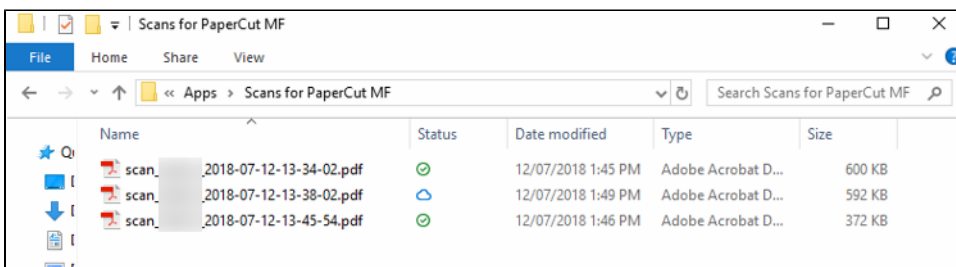 Scans for PaperCut MF
File Home Share View
« Apps > Scans for PaperCut MF Search Scans for PaperCut MF
Name Status Date modified Type Size
scan_ _2018-07-12-13-34-02.pdf 12/07/2018 1:45 PM Adobe Acrobat D... 600 KB
scan_ _2018-07-12-13-38-02.pdf 12/07/2018 1:49 PM Adobe Acrobat D... 592 KB
scan_ _2018-07-12-13-45-54.pdf 12/07/2018 1:46 PM Adobe Acrobat D... 372 KB